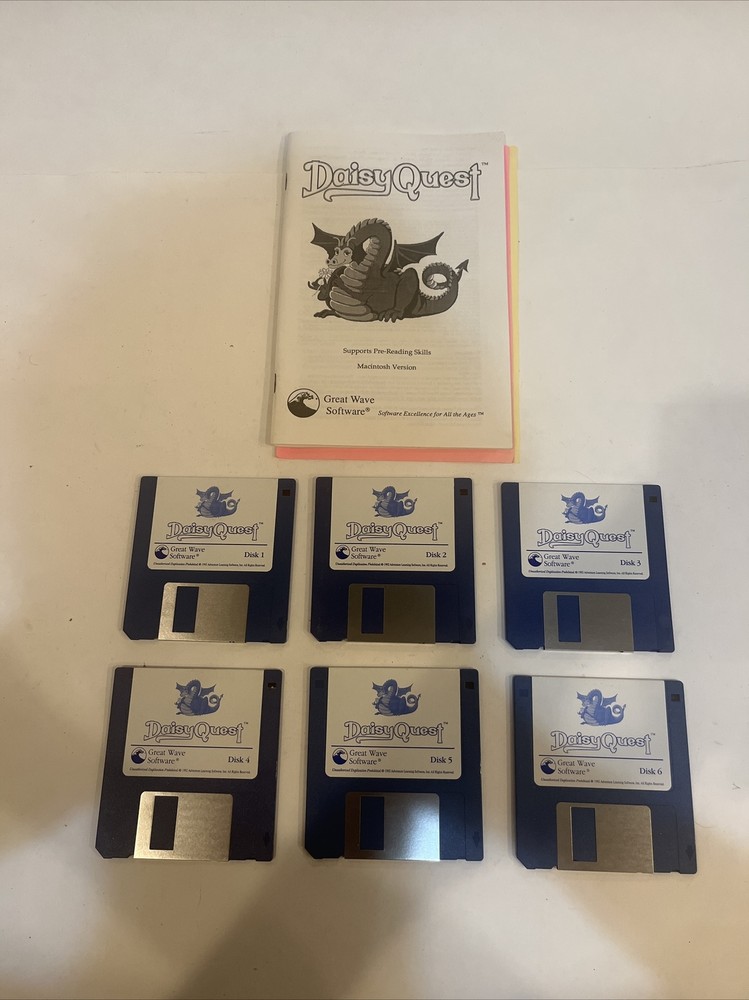 DaisyQuest™
Supports Pre-Reading Skills
Macintosh Version
Great Wave
Software®
Software Excellence for All the Ages ™
DaisyQuest™
Great Wave
Software®
Disk 1
DaisyQuest™
Great Wave
Software®
Disk 2
DaisyQuest™
Great Wave
Software®
Disk 3
DaisyQuest™
Great Wave
Software®
Disk 4
DaisyQuest™
Great Wave
Software®
Disk 5
DaisyQuest™
Great Wave
Software®
Disk 6